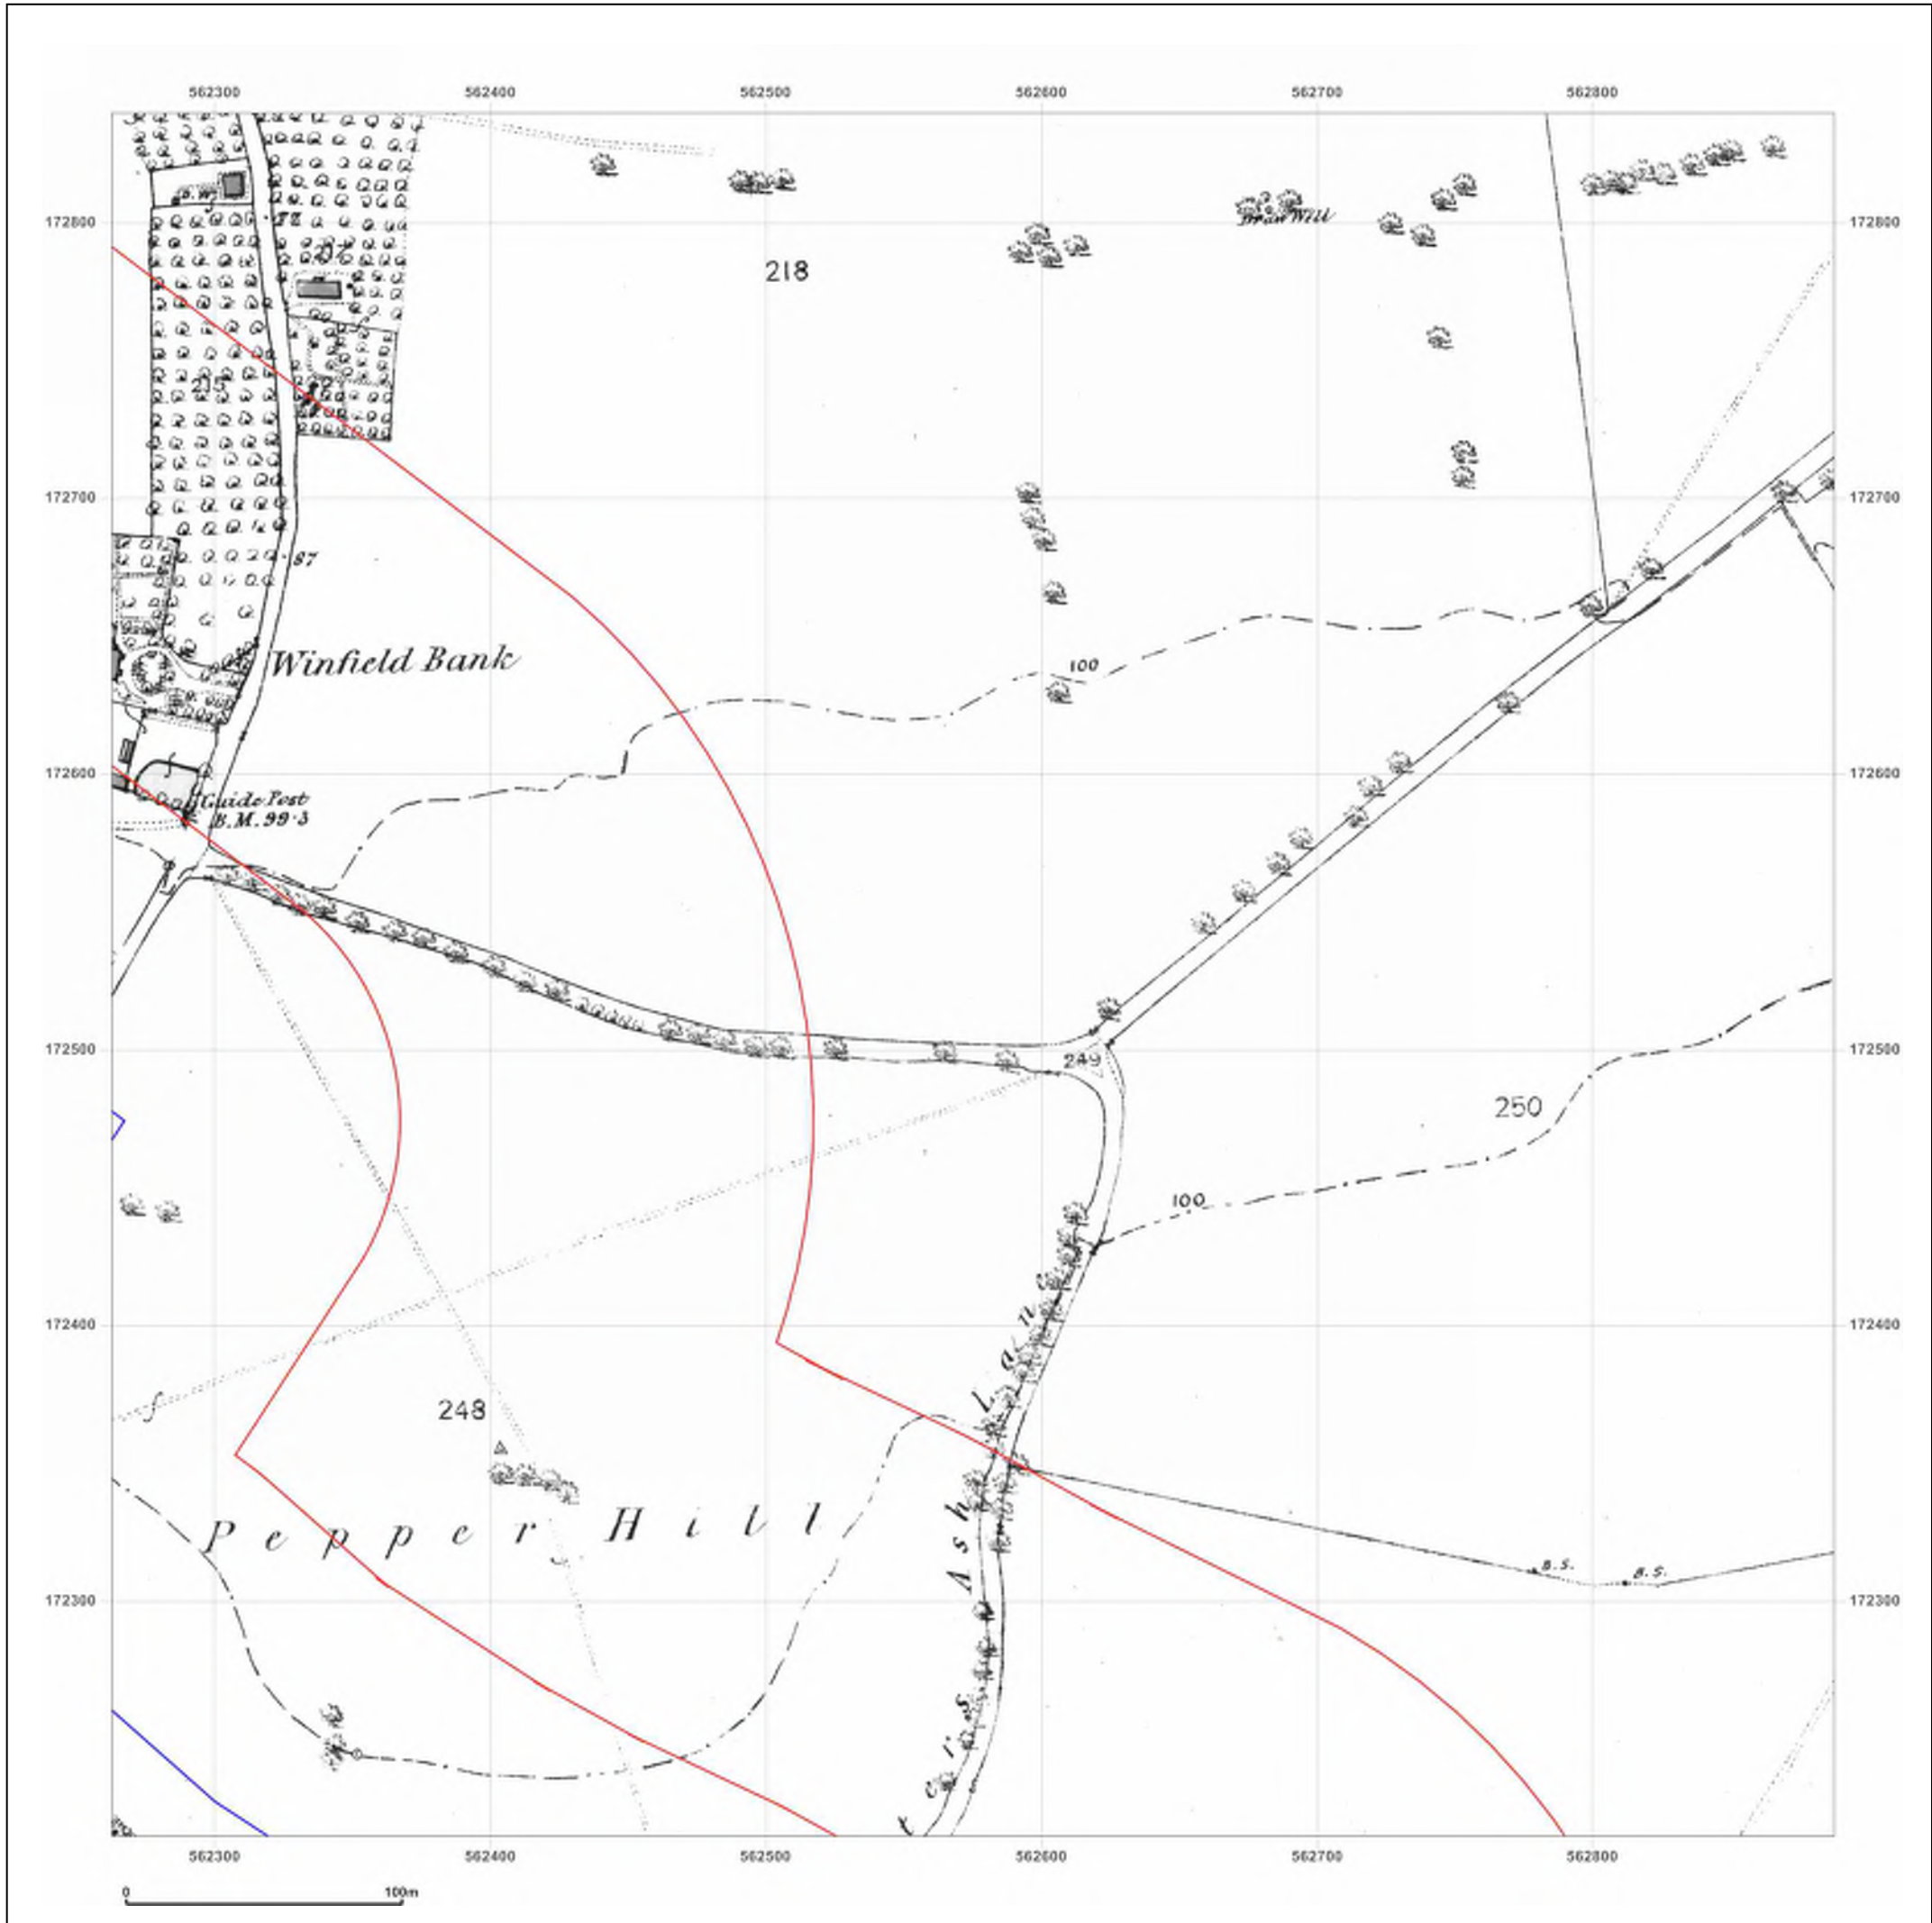 562300 562400 562500 562600 562700 562800
172800 172800
Draw Well
218
172700 172700
87
Winfield Bank
100
172600 172600
Guide Post
B.M. 99·3
172500 172500
249
250
100
172400 172400
248
Pepper Hill
Ash Lane
B.S. B.S.
172300 172300
562300 562400 562500 562600 562700 562800
0 100m